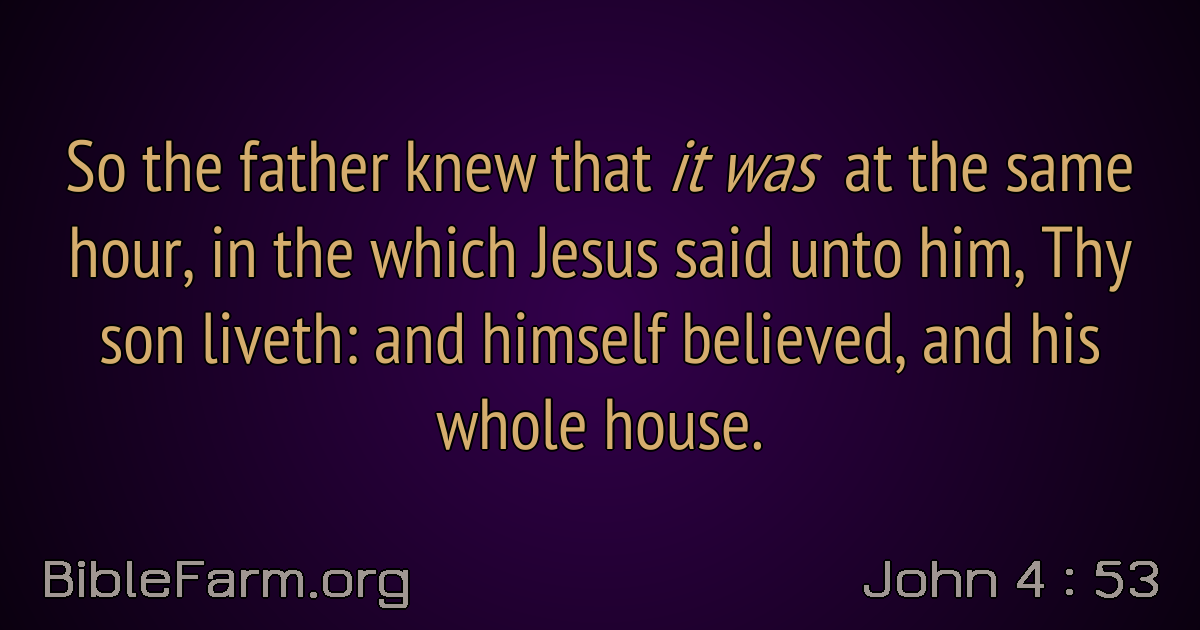 So the father knew that it was at the same
hour, in the which Jesus said unto him, Thy
son liveth: and himself believed, and his
whole house.
BibleFarm.org
John 4 : 53